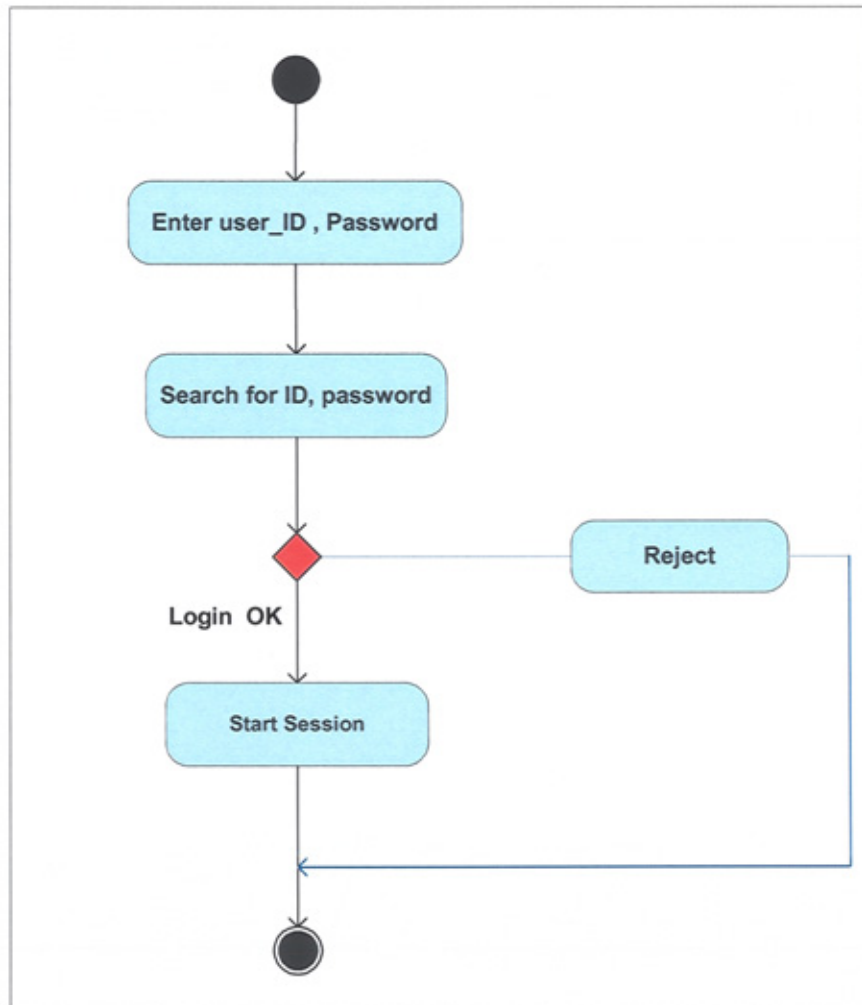 Enter user_ID , Password
Search for ID, password
Reject
Login OK
Start Session